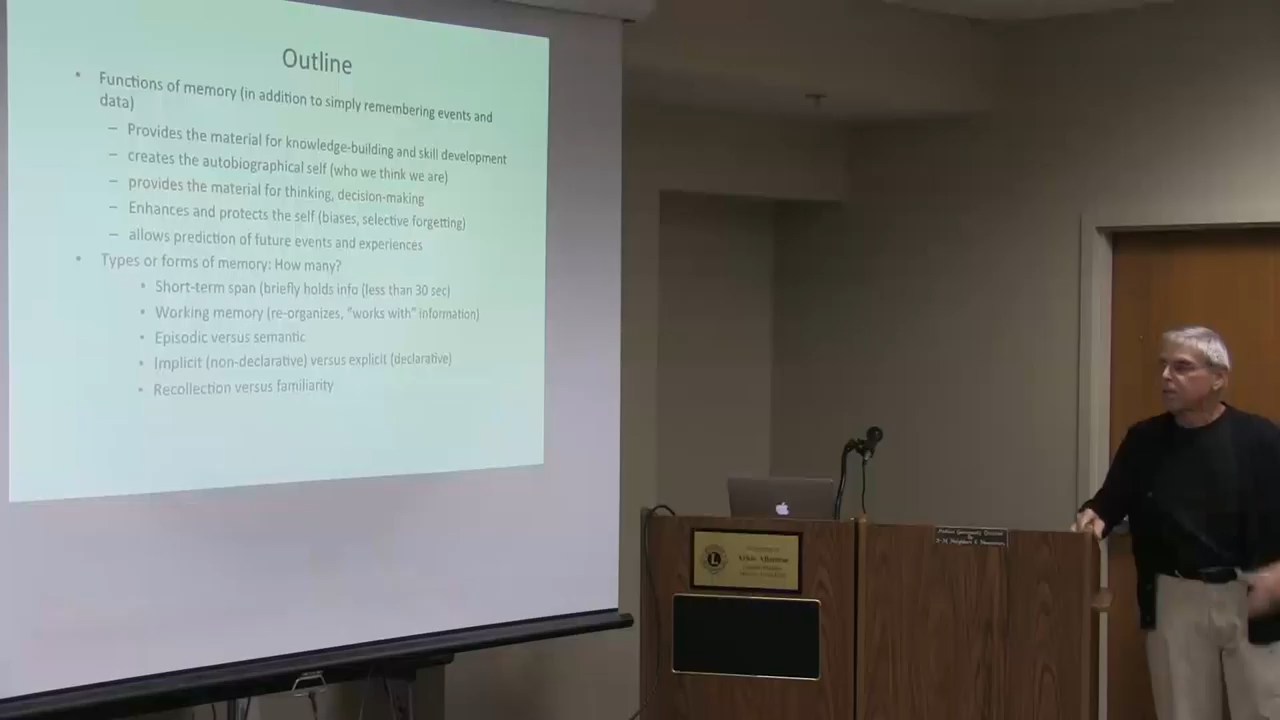 Outline
• Functions of memory (in addition to simply remembering events and
data)
– Provides the material for knowledge-building and skill development
– creates the autobiographical self (who we think we are)
– provides the material for thinking, decision-making
– Enhances and protects the self (biases, selective forgetting)
– allows prediction of future events and experiences
• Types or forms of memory: How many?
• Short-term span (briefly holds info (less than 30 sec)
• Working memory (re-organizes, "works with" information)
• Episodic versus semantic
• Implicit (non-declarative) versus explicit (declarative)
• Recollection versus familiarity
L